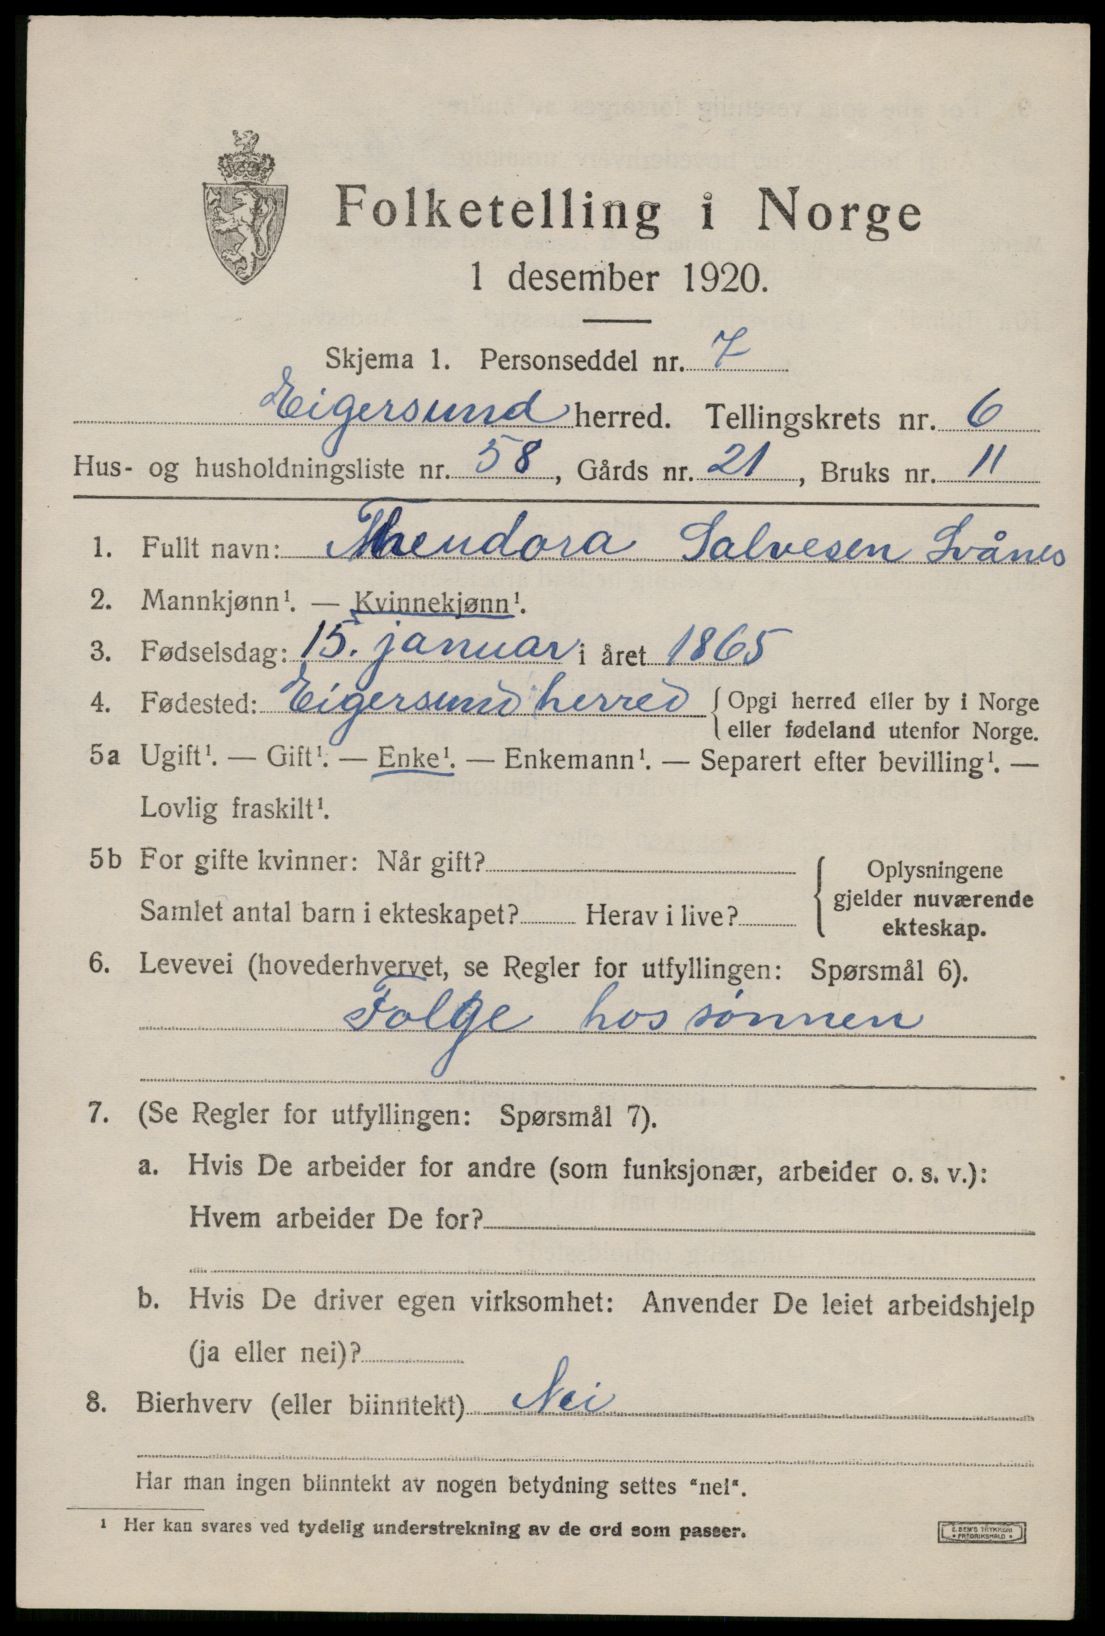 Folketelling i Norge
1 desember 1920.
Skjema 1. Personseddel nr. 7
Eigersund herred. Tellingskrets nr. 6
Hus- og husholdningsliste nr. 58, Gårds nr. 21, Bruks nr. 11
1. Fullt navn: Theodora Salvesen Svånes
2. Mannkjønn¹. — Kvinnekjønn¹.
3. Fødselsdag: 15. januar i året 1865
4. Fødested: Eigersund herred { Opgi herred eller by i Norge
eller fødeland utenfor Norge.
5a Ugift¹. — Gift¹. — Enke¹. — Enkemann¹. — Separert efter bevilling¹. —
Lovlig fraskilt¹.
5b For gifte kvinner: Når gift?
Samlet antal barn i ekteskapet? Herav i live?
{ Oplysningene
gjelder nuværende
ekteskap.
6. Levevei (hovederhvervet, se Regler for utfyllingen: Spørsmål 6).
Folge hos sønnen
7. (Se Regler for utfyllingen: Spørsmål 7).
a. Hvis De arbeider for andre (som funksjonær, arbeider o. s. v.):
Hvem arbeider De for?
b. Hvis De driver egen virksomhet: Anvender De leiet arbeidshjelp
(ja eller nei)?
8. Bierhverv (eller biinntekt) Nei
Har man ingen biinntekt av nogen betydning settes "nei".
¹ Her kan svares ved tydelig understrekning av de ord som passer.
E. SEM'S TRYKKERI
FREDRIKSHALD